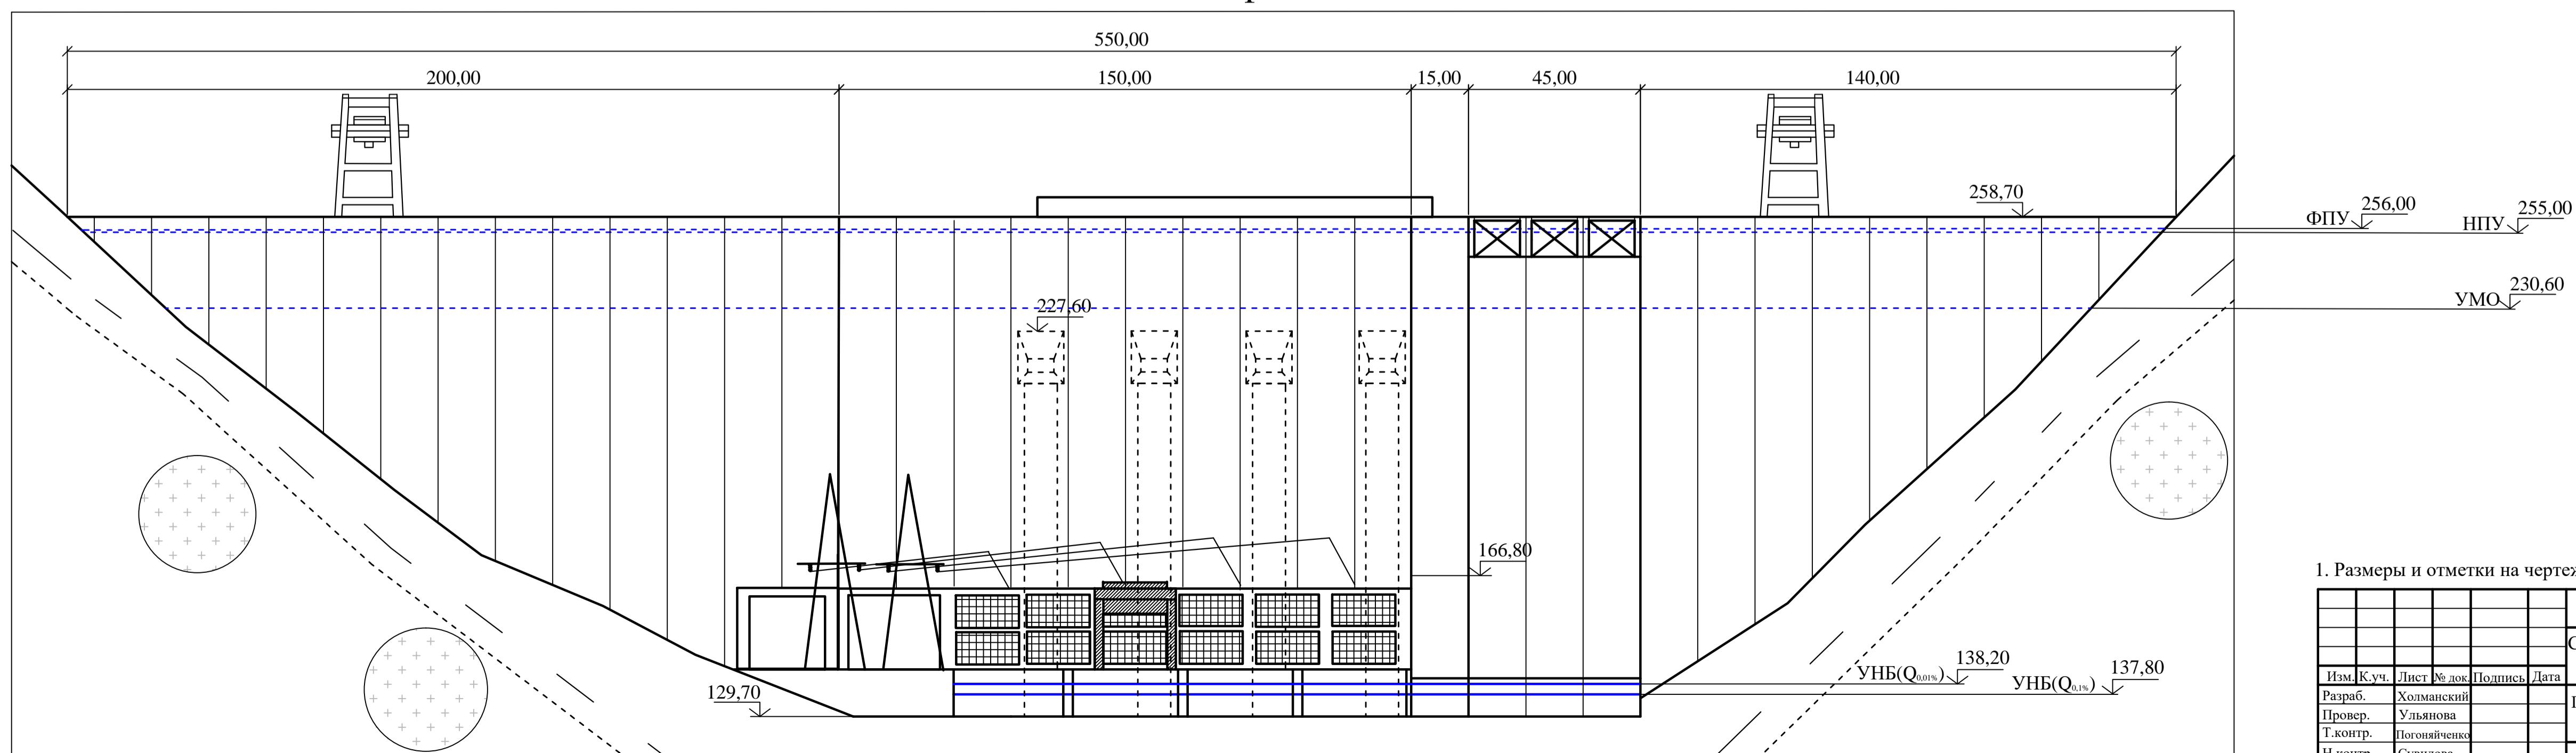 550,00
200,00 150,00 15,00 45,00 140,00
258,70
ФПУ 256,00
НПУ 255,00
УМО 230,60
227,60
166,80
1. Размеры и отметки на
УНБ(Q0,01%) 138,20
УНБ(Q0,1%) 137,80
129,70
Изм. К.уч. Лист № док. Подпись Дата
Разраб. Холманский
Провер. Ульянова
Т.контр. Погоняйченко